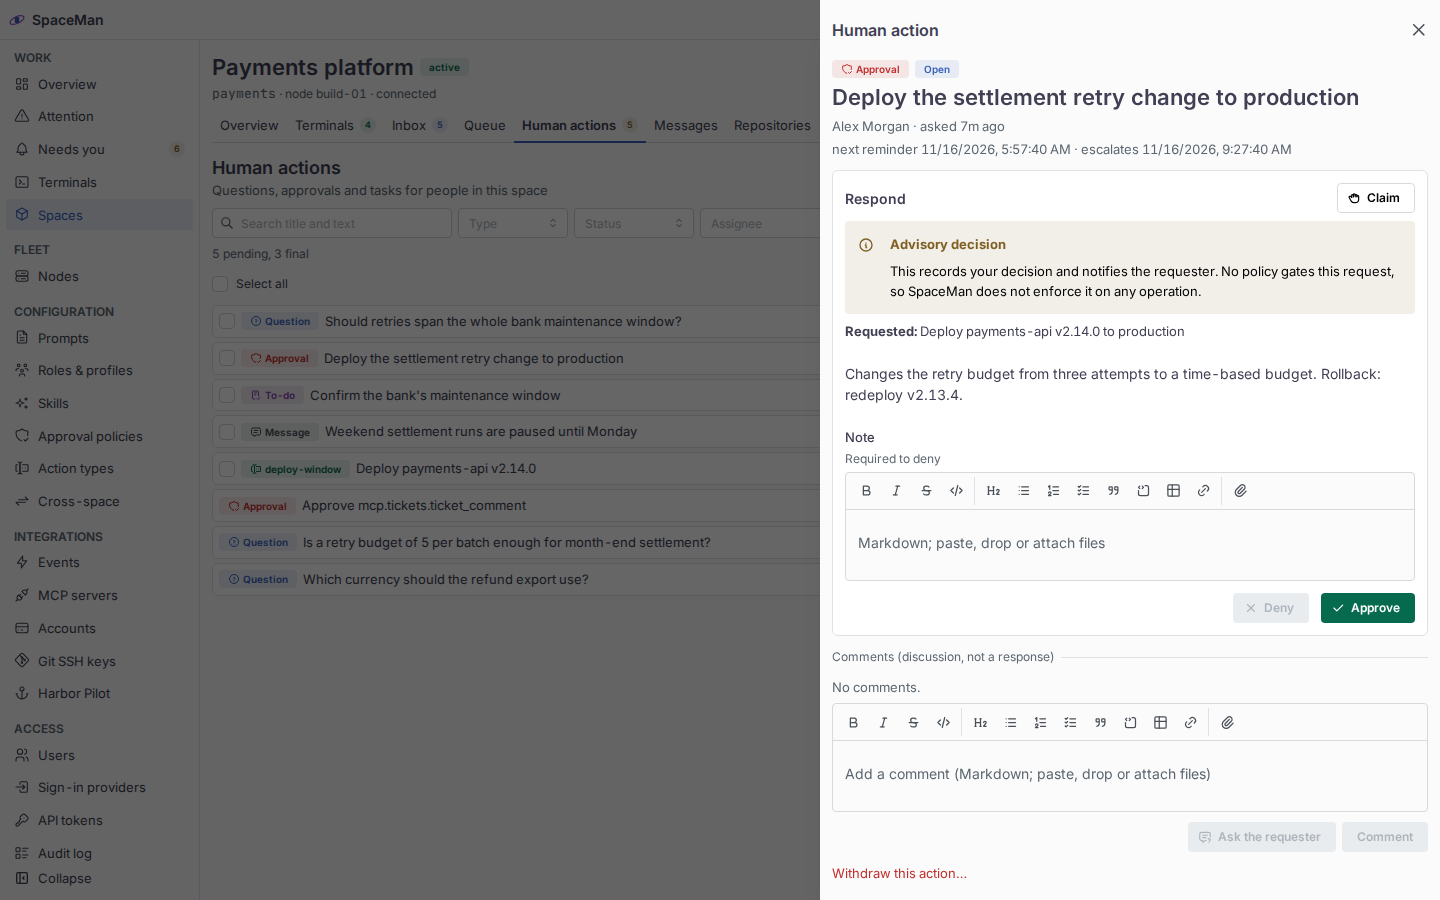 SpaceMan
WORK
Overview
Attention
Needs you 6
Terminals
Spaces
FLEET
Nodes
CONFIGURATION
Prompts
Roles & profiles
Skills
Approval policies
Action types
Cross-space
INTEGRATIONS
Events
MCP servers
Accounts
Git SSH keys
Harbor Pilot
ACCESS
Users
Sign-in providers
API tokens
Audit log
Collapse
Payments platform active
payments · node build-01 · connected
Overview Terminals 4 Inbox 5 Queue Human actions 5 Messages Repositories
Human actions
Questions, approvals and tasks for people in this space
Search title and text Type Status Assignee
5 pending, 3 final
Select all
Question Should retries span the whole bank maintenance window?
Approval Deploy the settlement retry change to production
To-do Confirm the bank's maintenance window
Message Weekend settlement runs are paused until Monday
deploy-window Deploy payments-api v2.14.0
Approval Approve mcp.tickets.ticket_comment
Question Is a retry budget of 5 per batch enough for month-end settlement?
Question Which currency should the refund export use?
Human action
Approval Open
Deploy the settlement retry change to production
Alex Morgan · asked 7m ago
next reminder 11/16/2026, 5:57:40 AM · escalates 11/16/2026, 9:27:40 AM
Respond Claim
Advisory decision
This records your decision and notifies the requester. No policy gates this request,
so SpaceMan does not enforce it on any operation.
Requested: Deploy payments-api v2.14.0 to production
Changes the retry budget from three attempts to a time-based budget. Rollback:
redeploy v2.13.4.
Note
Required to deny
B I S H2
Markdown; paste, drop or attach files
Deny Approve
Comments (discussion, not a response)
No comments.
B I S H2
Add a comment (Markdown; paste, drop or attach files)
Ask the requester Comment
Withdraw this action...